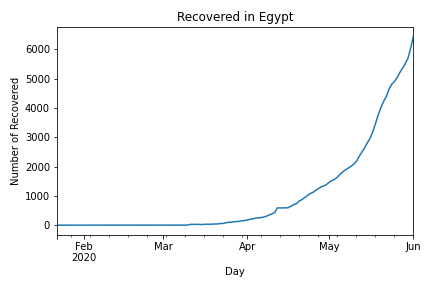 Recovered in Egypt
Number of Recovered
6000
5000
4000
3000
2000
1000
0
Feb
2020
Mar
Apr
May
Jun
Day